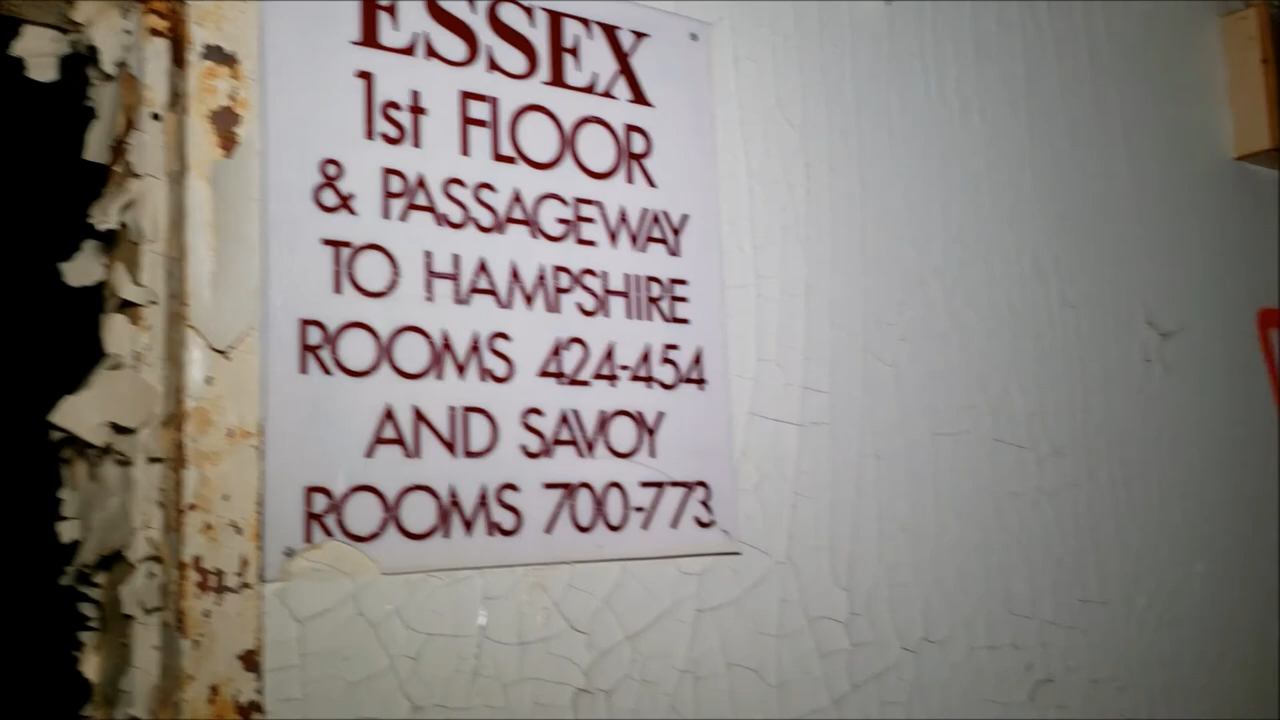 ESSEX
1st FLOOR
& PASSAGEWAY
TO HAMPSHIRE
ROOMS 424-454
AND SAVOY
ROOMS 700-773